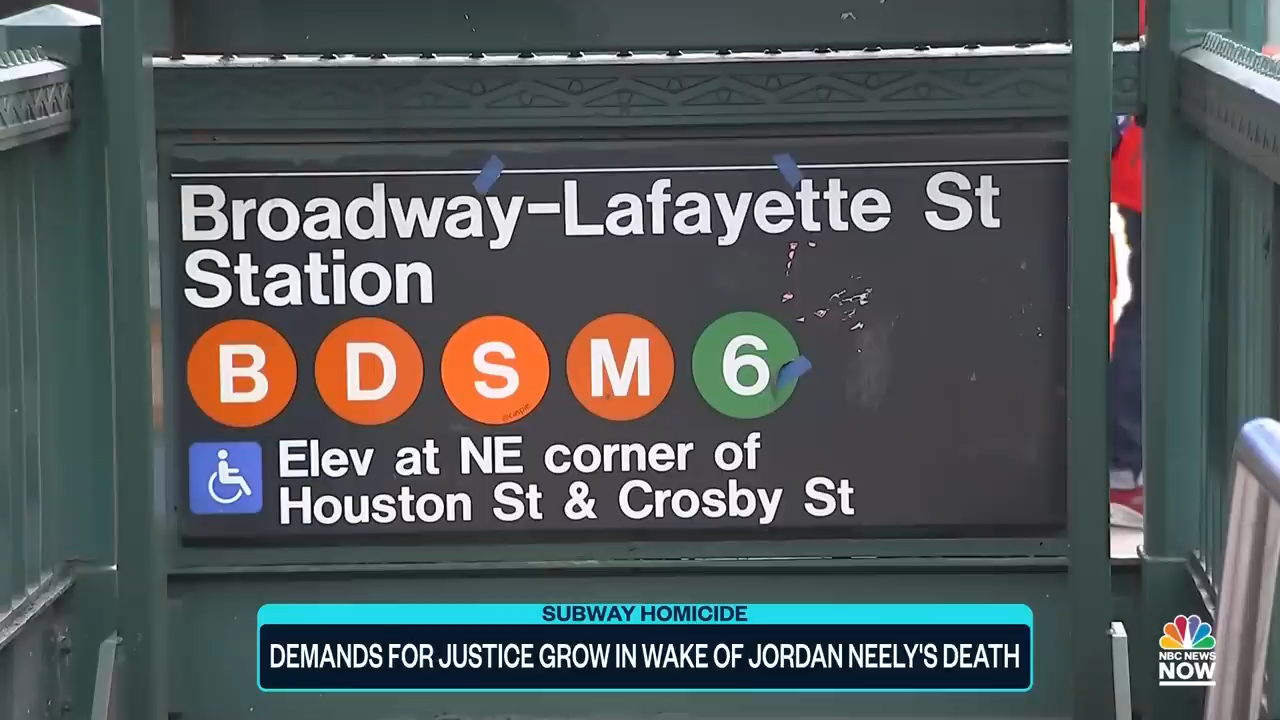 Broadway–Lafayette St
Station
B D S M 6
Elev at NE corner of
Houston St & Crosby St
SUBWAY HOMICIDE
DEMANDS FOR JUSTICE GROW IN WAKE OF JORDAN NEELY'S DEATH
NBC NEWS
NOW